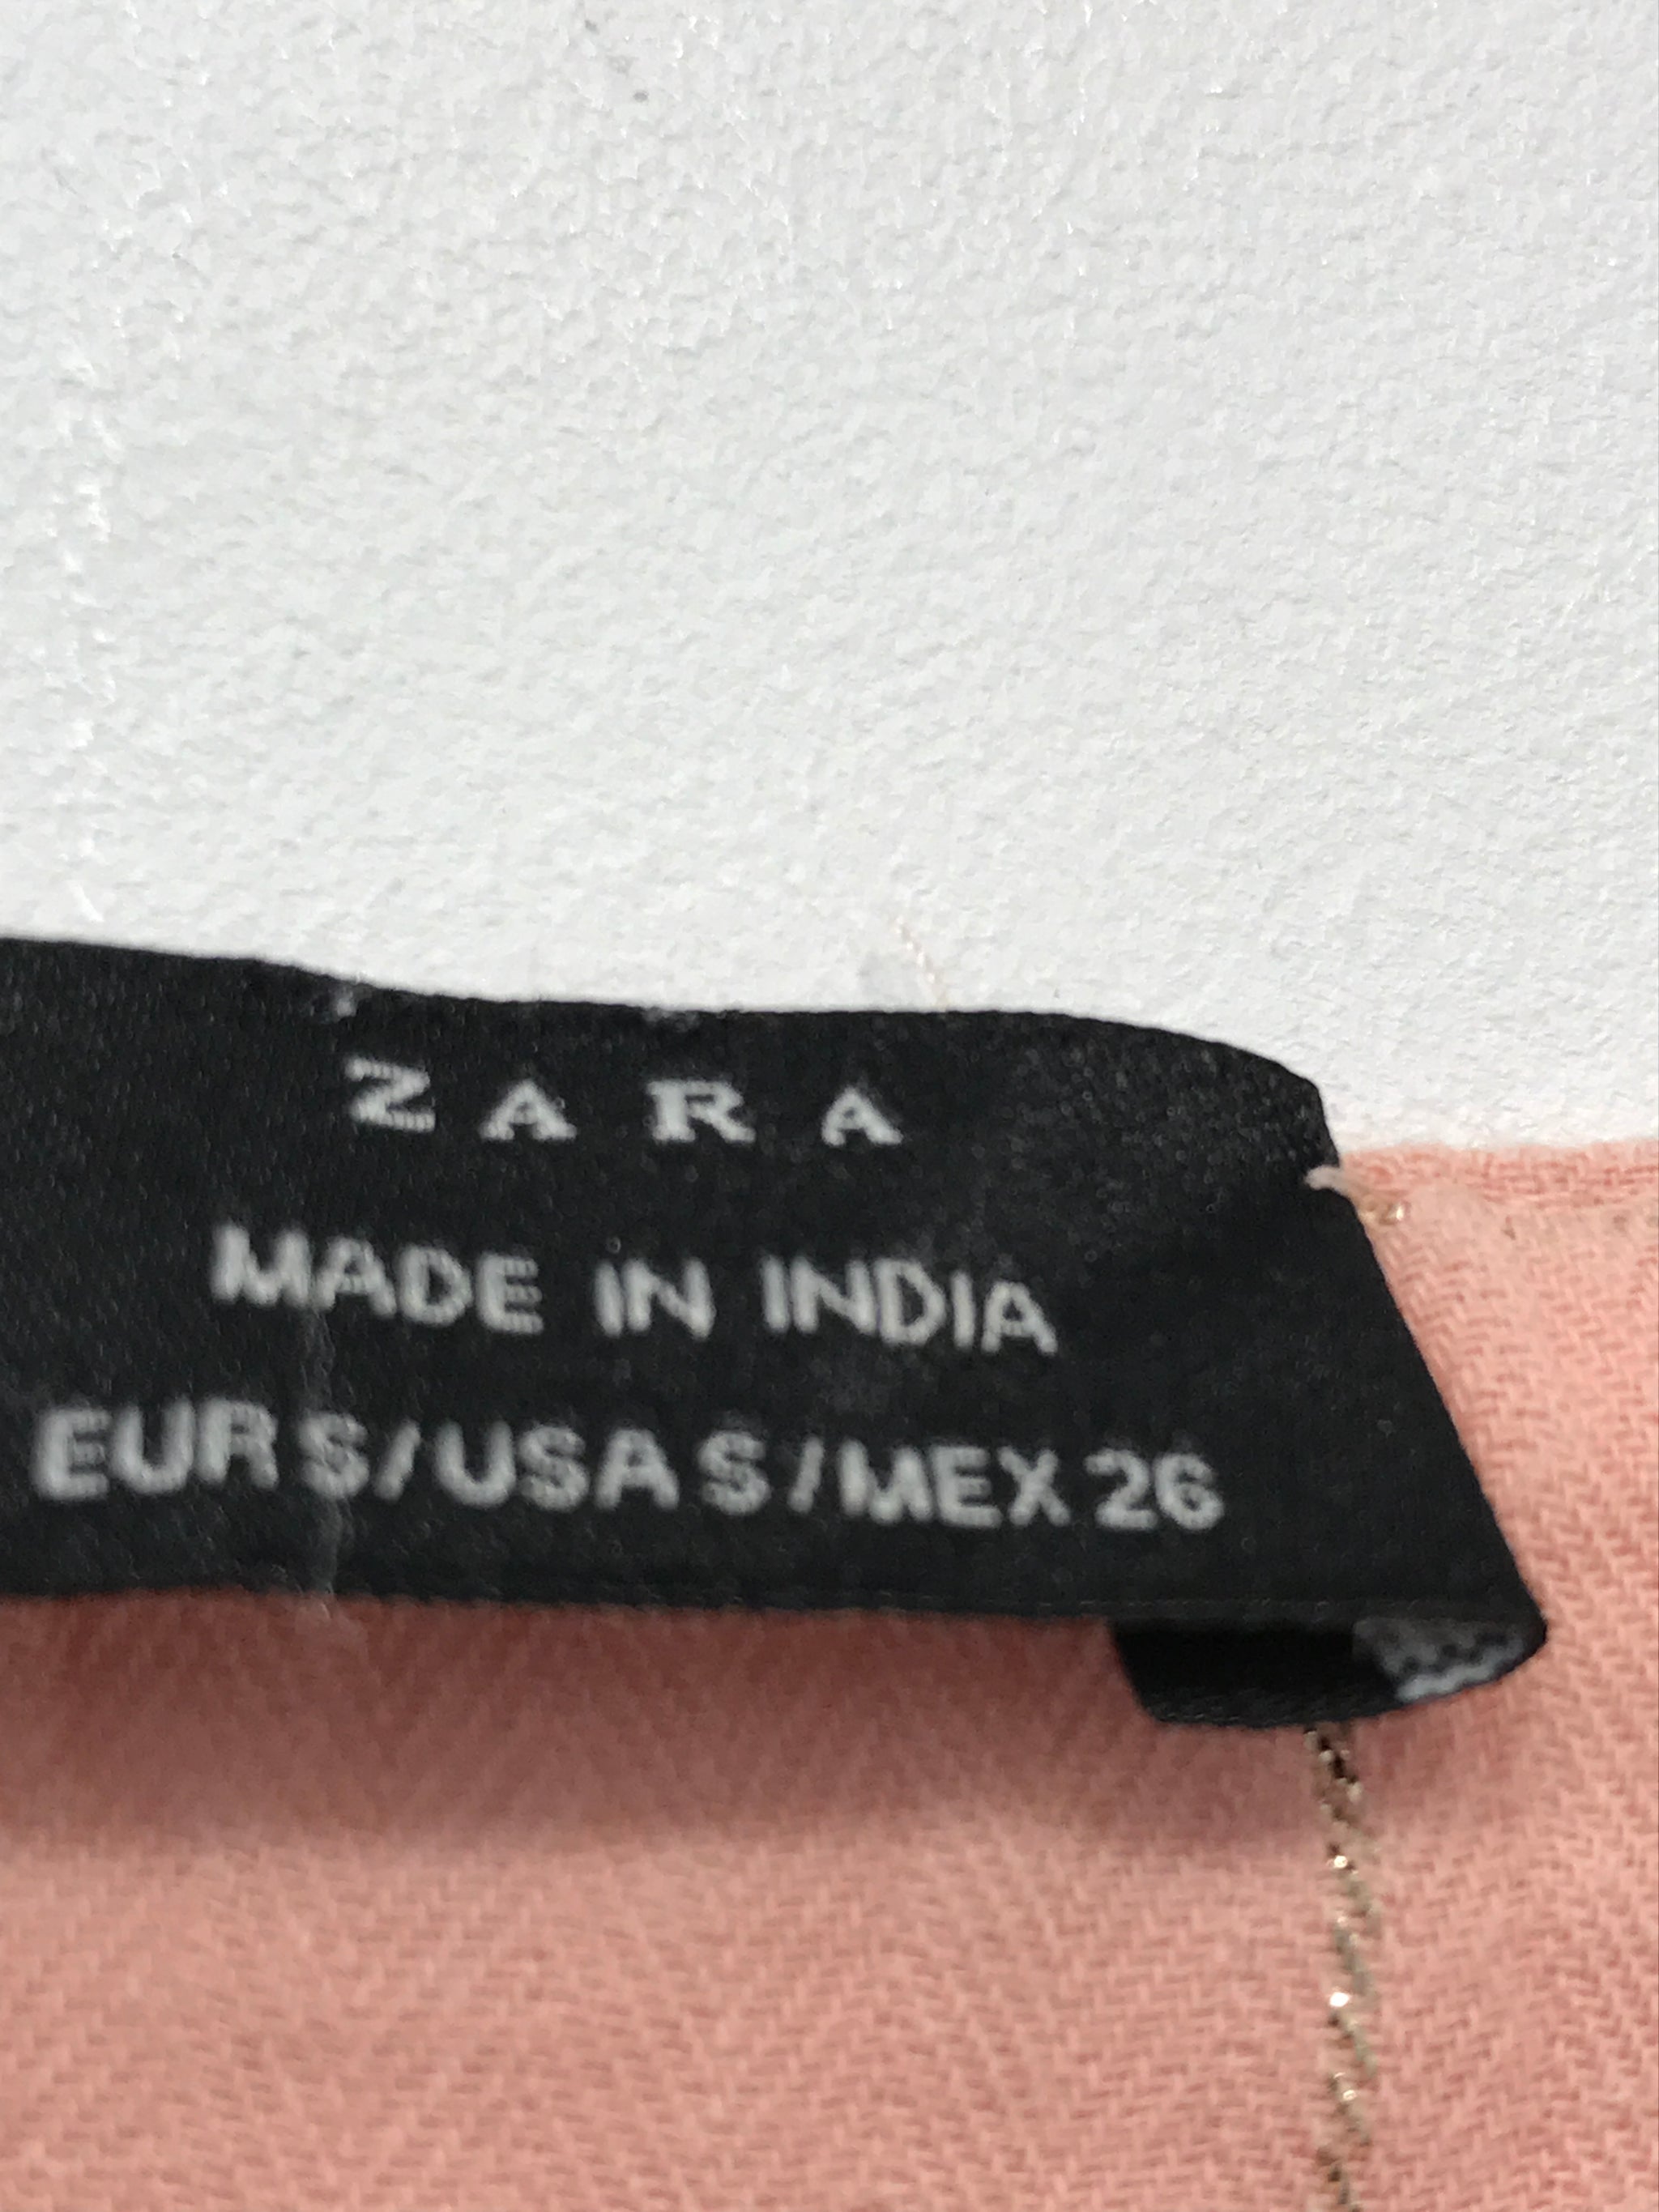 ZARA
MADE IN INDIA
EUR S/USA S/MEX 26